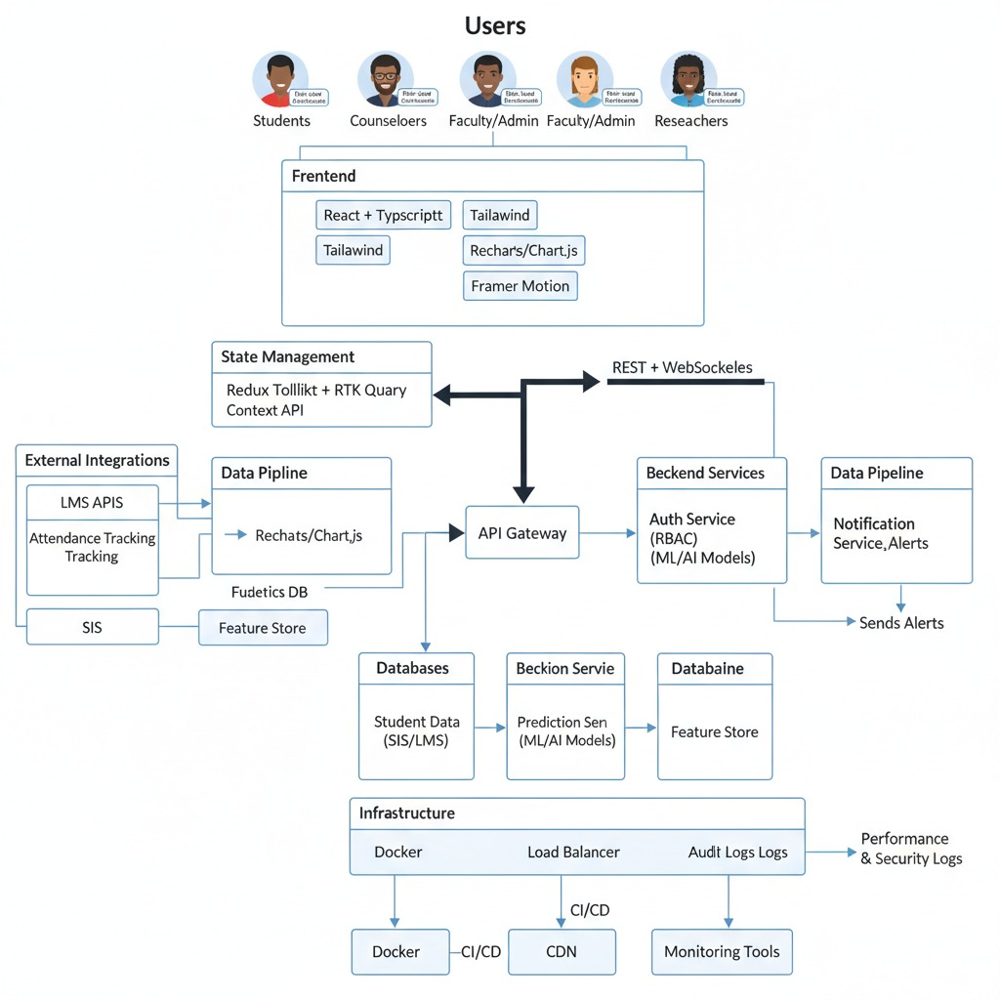 Users
Students
Counseloers
Faculty/Admin
Faculty/Admin
Reseachers
Frentend
React + Typscriptt
Tailawind
Tailawind
Rechars/Chart.js
Framer Motion
State Management
Redux Tolllikt + RTK Quary
Context API
REST + WebSockeles
External Integrations
LMS APIS
Attendance Tracking
Tracking
SIS
Data Pipline
Rechats/Chart.js
Fudetics DB
Feature Store
API Gateway
Beckend Services
Auth Service
(RBAC)
(ML/AI Models)
Data Pipeline
Notification
Service, Alerts
Sends Alerts
Databases
Student Data
(SIS/LMS)
Beckion Servie
Prediction Sen
(ML/AI Models)
Databaine
Feature Store
Infrastructure
Docker
Load Balancer
Audit Logs Logs
Performance
& Security Logs
CI/CD
Docker
CI/CD
CDN
Monitoring Tools